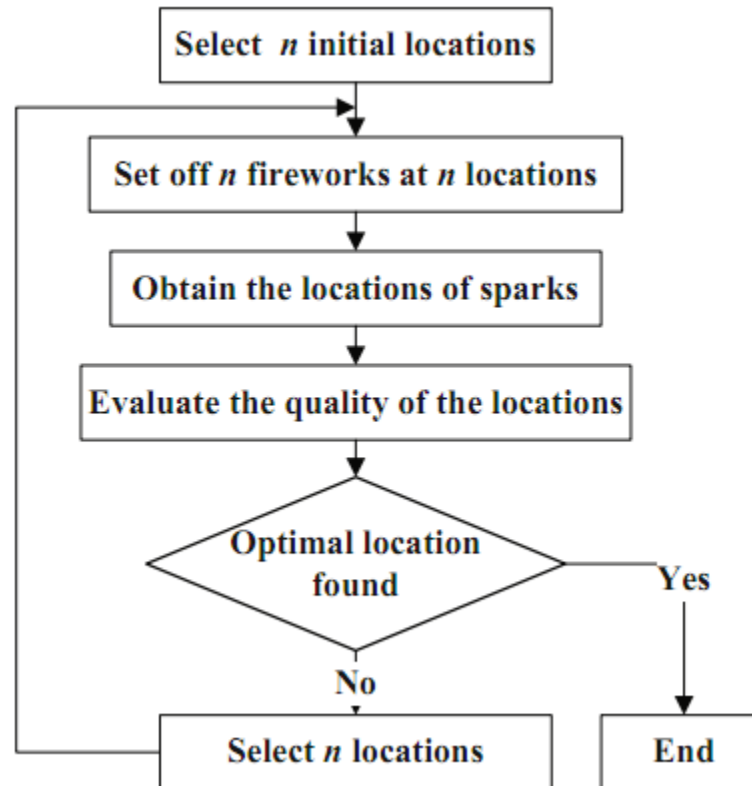 Select n initial locations
Set off n fireworks at n locations
Obtain the locations of sparks
Evaluate the quality of the locations
Optimal location
found
Yes
No
Select n locations
End